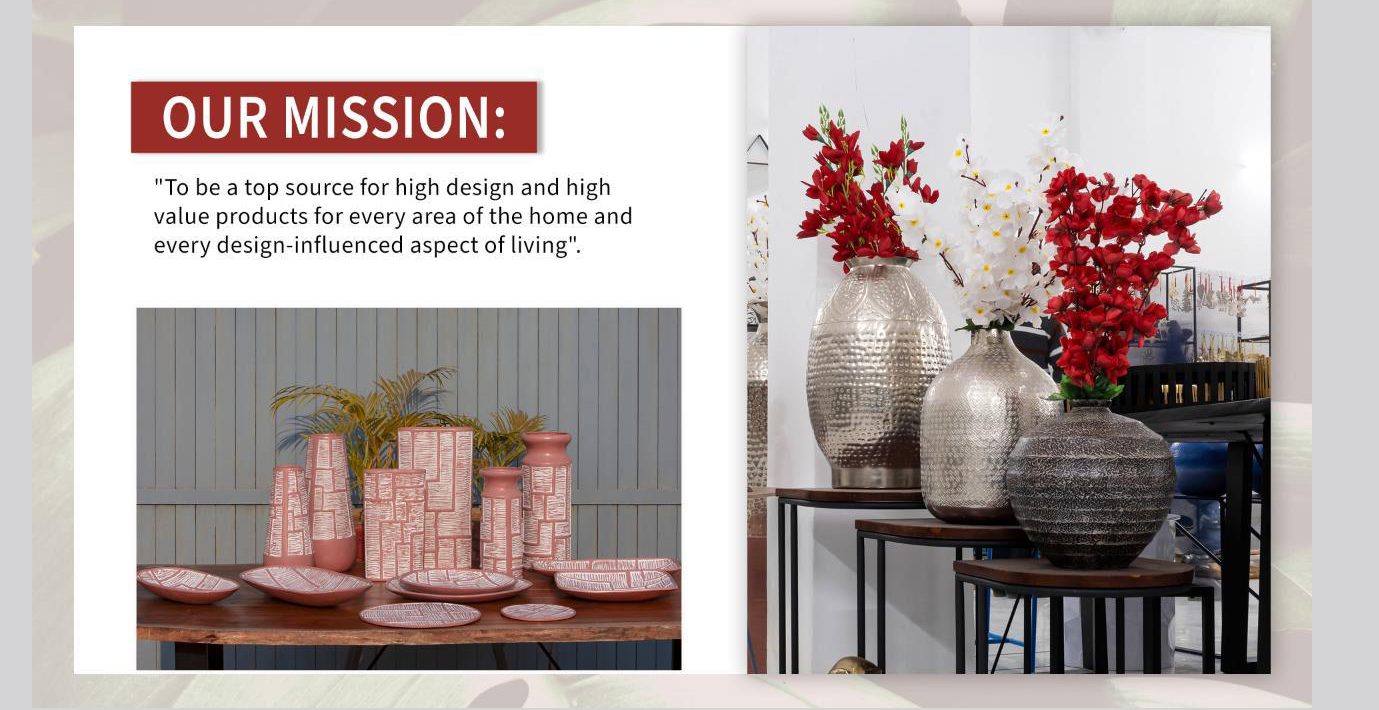 OUR MISSION:
"To be a top source for high design and high
value products for every area of the home and
every design-influenced aspect of living".